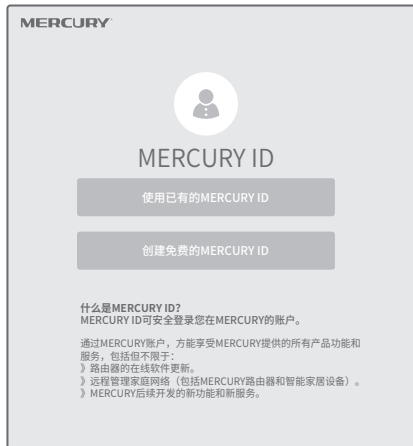 MERCURY
MERCURY ID
使用已有的MERCURY ID
创建免费的MERCURY ID
什么是MERCURY ID?
MERCURY ID可安全登录您在MERCURY的账户。
通过MERCURY账户，方能享受MERCURY提供的所有产品功能和
服务，包括但不限于：
》路由器的在线软件更新。
》远程管理家庭网络（包括MERCURY路由器和智能家居设备）。
》MERCURY后续开发的新功能和新服务。